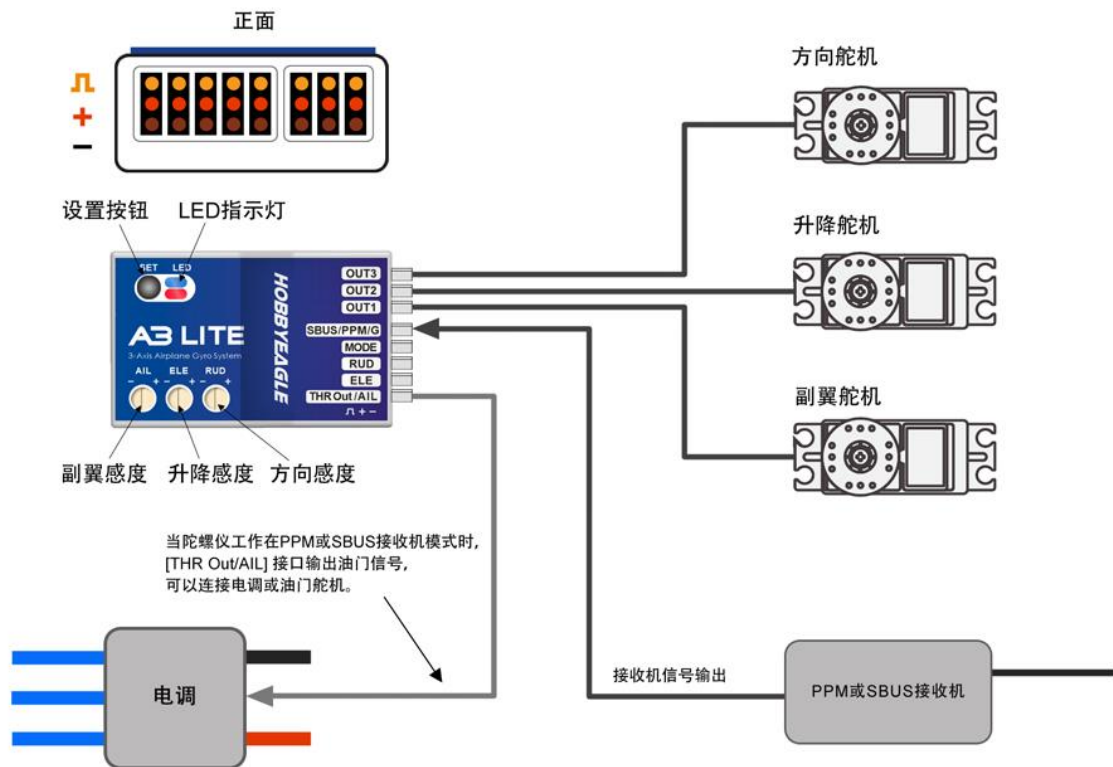 正面
+
−
设置按钮
LED指示灯
SET
LED
A3 LITE
3-Axis Airplane Gyro System
AIL
ELE
RUD
− +
− +
− +
HOBBYEAGLE
OUT3
OUT2
OUT1
SBUS/PPM/G
MODE
RUD
ELE
THR Out/AIL
+ −
副翼感度
升降感度
方向感度
方向舵机
升降舵机
副翼舵机
当陀螺仪工作在PPM或SBUS接收机模式时,
[THR Out/AIL] 接口输出油门信号,
可以连接电调或油门舵机。
电调
接收机信号输出
PPM或SBUS接收机